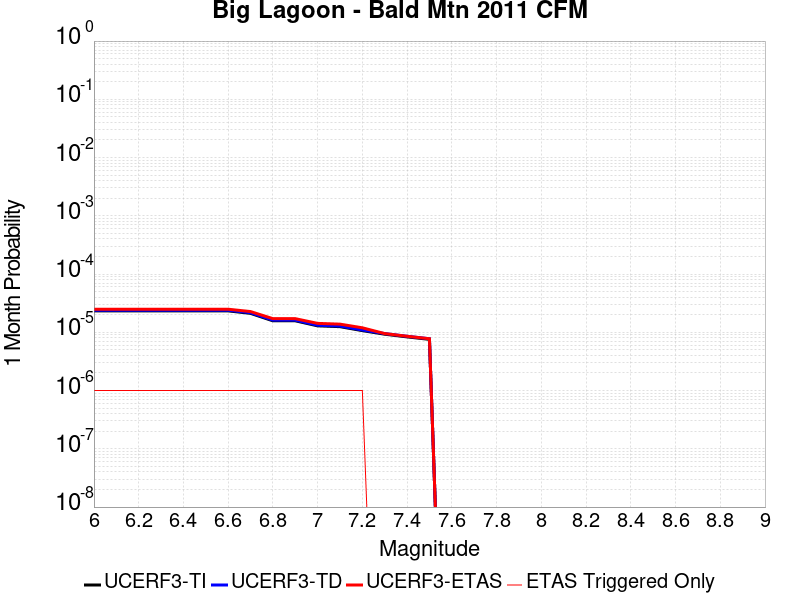 Big Lagoon - Bald Mtn 2011 CFM
10^0
10^-1
10^-2
10^-3
10^-4
10^-5
10^-6
10^-7
10^-8
1 Month Probability
6 6.2 6.4 6.6 6.8 7 7.2 7.4 7.6 7.8 8 8.2 8.4 8.6 8.8 9
Magnitude
UCERF3-TI UCERF3-TD UCERF3-ETAS ETAS Triggered Only